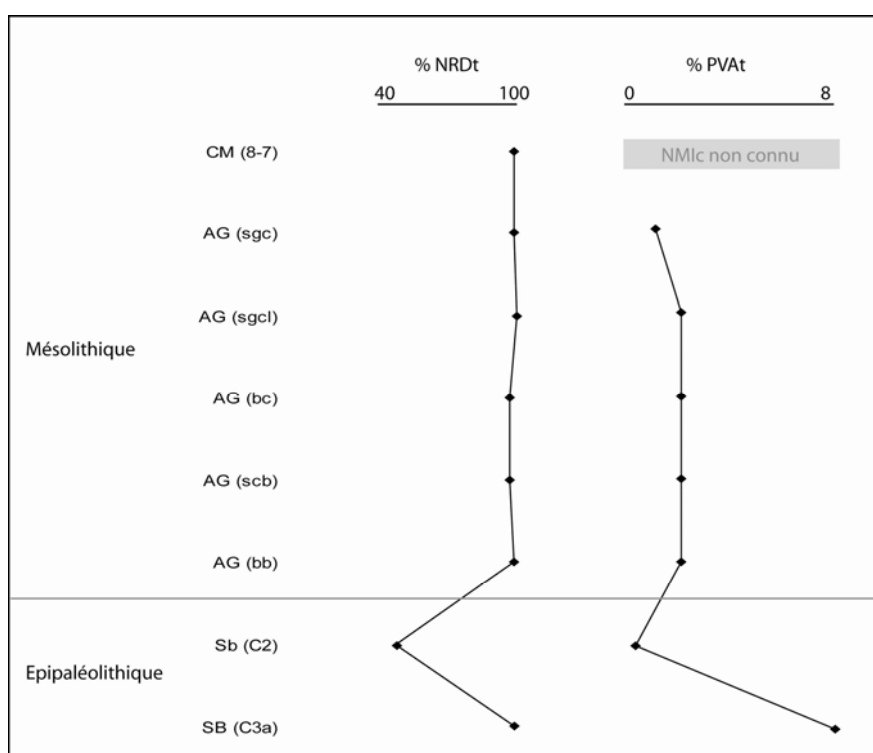 % NRDt % PVAt
40 100 0 8
CM (8-7) NMIc non connu
AG (sgc)
AG (sgcl)
Mésolithique
AG (bc)
AG (scb)
AG (bb)
Sb (C2)
Epipaléolithique
SB (C3a)